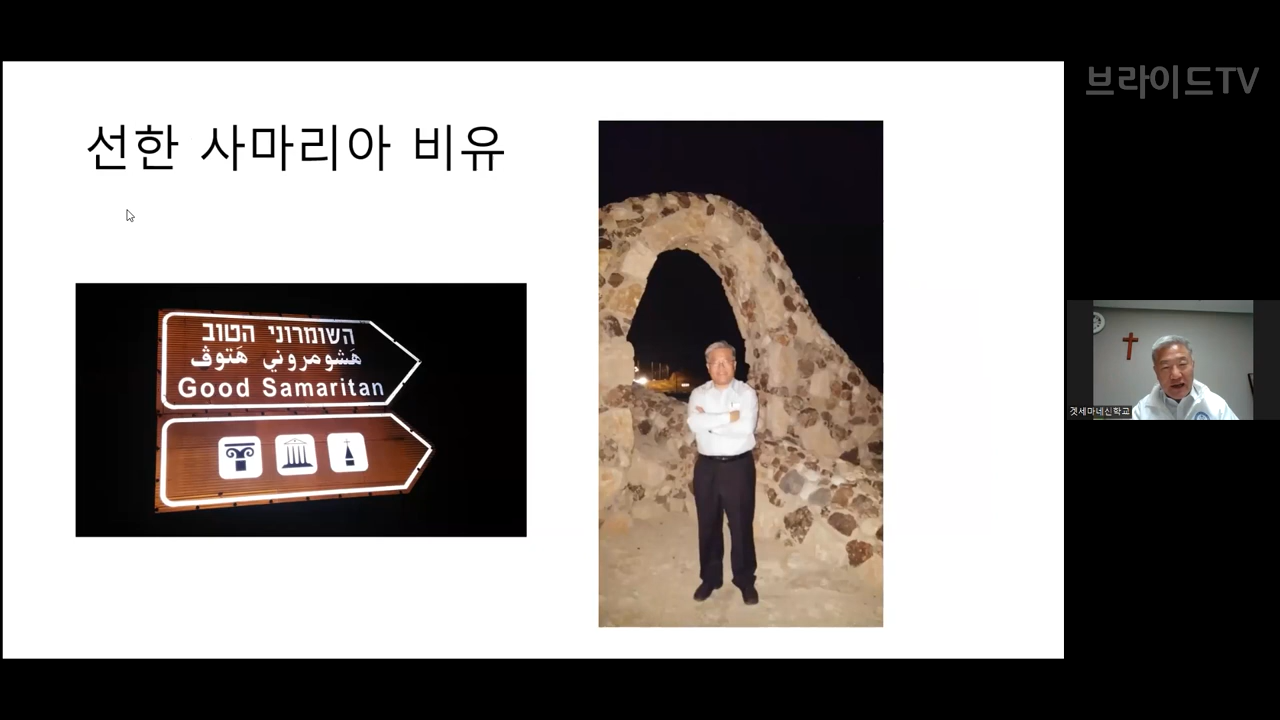 브라이드TV
선한 사마리아 비유
השומרוני הטוב
هَشومروني هَتوڤ
Good Samaritan
겟세마네신학교